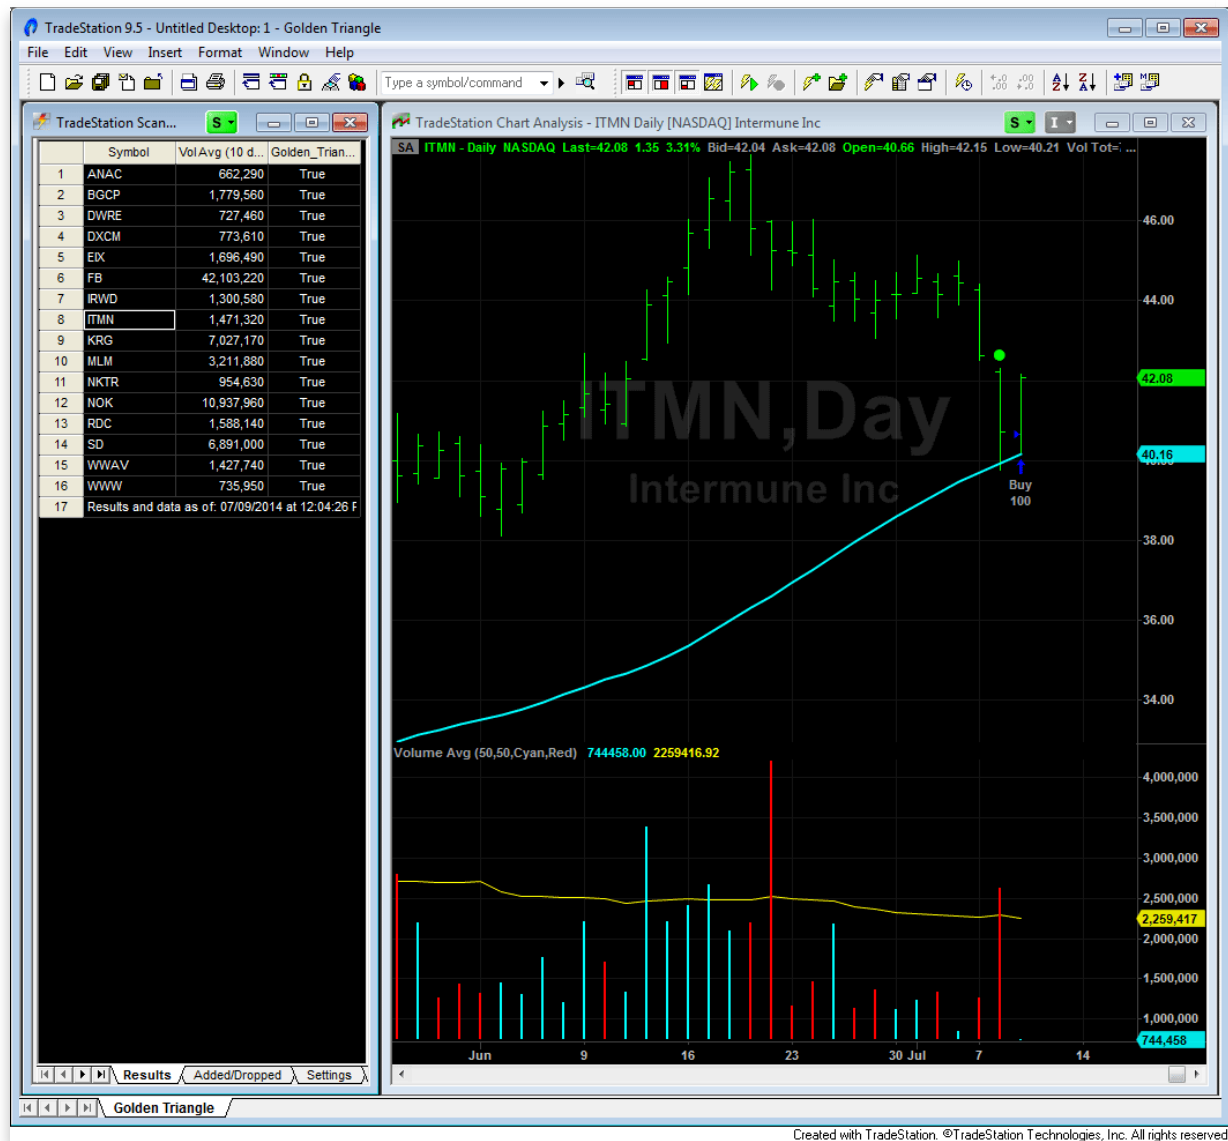 TradeStation 9.5 - Untitled Desktop: 1 - Golden Triangle
File Edit View Insert Format Window Help
Type a symbol/command
TradeStation Scan... S
TradeStation Chart Analysis - ITMN Daily [NASDAQ] Intermune Inc S I
Symbol Vol Avg (10 d... Golden_Trian...
1 ANAC 662,290 True
2 BGCP 1,779,560 True
3 DWRE 727,460 True
4 DXCM 773,610 True
5 EIX 1,696,490 True
6 FB 42,103,220 True
7 IRWD 1,300,580 True
8 ITMN 1,471,320 True
9 KRG 7,027,170 True
10 MLM 3,211,880 True
11 NKTR 954,630 True
12 NOK 10,937,960 True
13 RDC 1,588,140 True
14 SD 6,891,000 True
15 WWAV 1,427,740 True
16 WWW 735,950 True
17 Results and data as of: 07/09/2014 at 12:04:26 P
Results Added/Dropped Settings
SA ITMN - Daily NASDAQ Last=42.08 1.35 3.31% Bid=42.04 Ask=42.08 Open=40.66 High=42.15 Low=40.21 Vol Tot= ...
46.00
44.00
42.08
40.16
38.00
36.00
34.00
ITMN,Day
Intermune Inc
Buy
100
Volume Avg (50,50,Cyan,Red) 744458.00 2259416.92
4,000,000
3,500,000
3,000,000
2,500,000
2,259,417
2,000,000
1,500,000
1,000,000
744,458
Jun 9 16 23 30 Jul 7 14
Golden Triangle
Created with TradeStation. ©TradeStation Technologies, Inc. All rights reserved